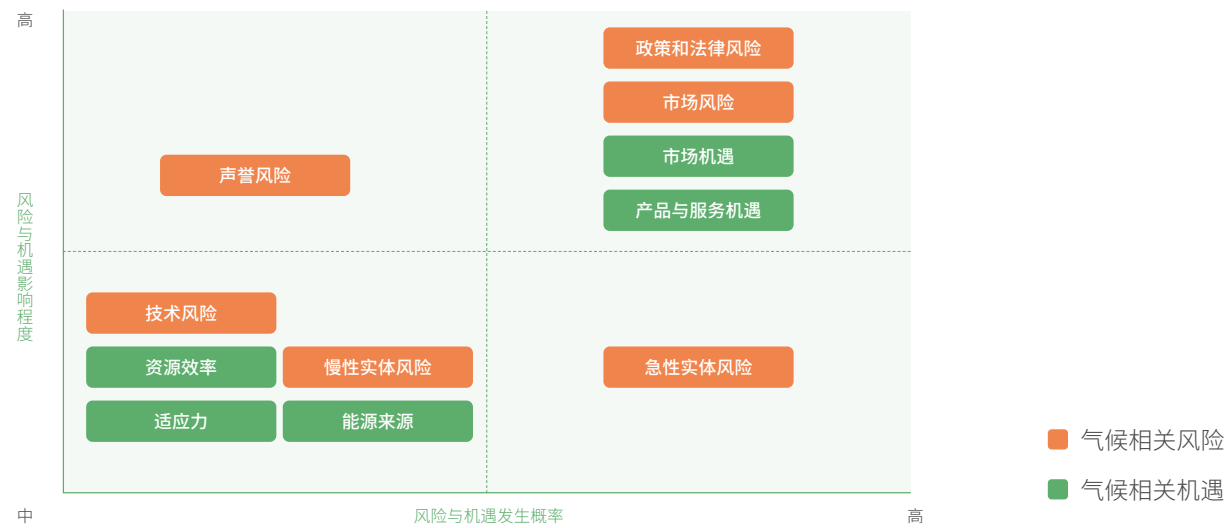 高
政策和法律风险
市场风险
市场机遇
声誉风险
产品与服务机遇
风险与机遇影响程度
技术风险
资源效率
慢性实体风险
急性实体风险
适应力
能源来源
气候相关风险
气候相关机遇
中
风险与机遇发生概率
高